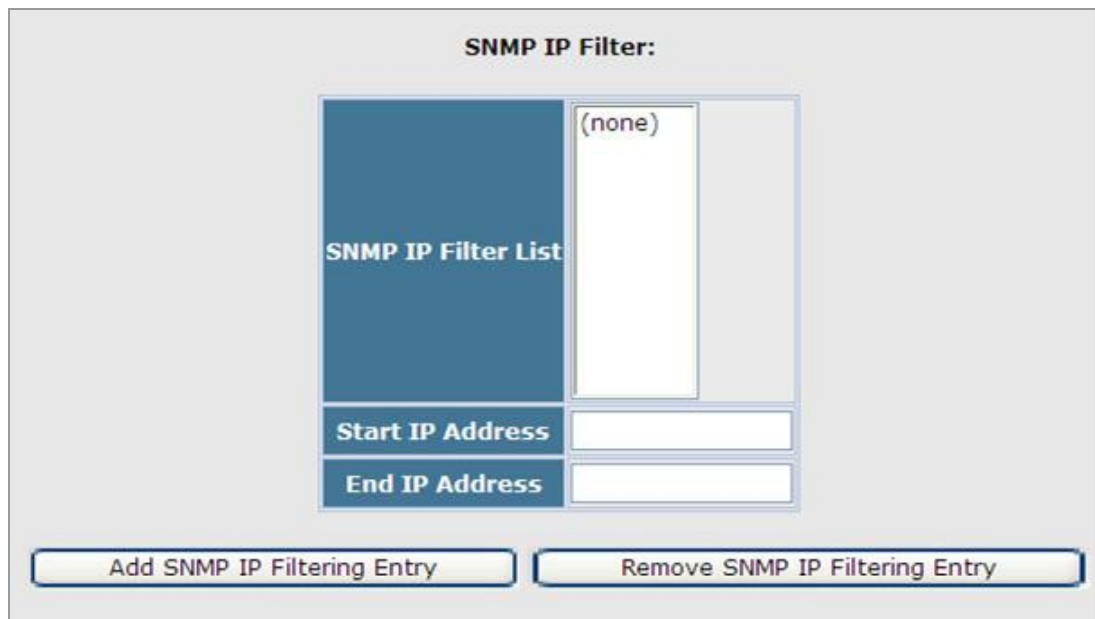 SNMP IP Filter:
(none)
SNMP IP Filter List
Start IP Address
End IP Address
Add SNMP IP Filtering Entry
Remove SNMP IP Filtering Entry